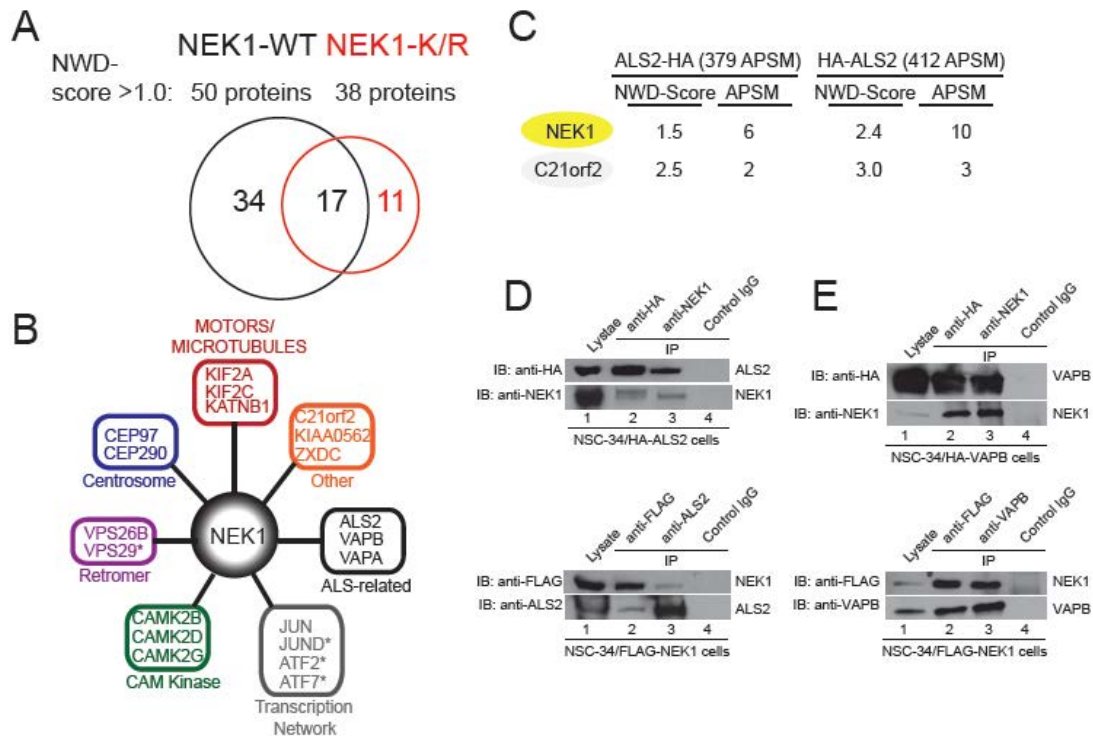 A
NEK1-WT NEK1-K/R
NWD-
score >1.0: 50 proteins 38 proteins
34 17 11
B
MOTORS/
MICROTUBULES
KIF2A
KIF2C
KATNB1
CEP97
CEP290
Centrosome
C21orf2
KIAA0562
ZXDC
Other
NEK1
VPS26B
VPS29*
Retromer
ALS2
VAPB
VAPA
ALS-related
CAMK2B
CAMK2D
CAMK2G
CAM Kinase
JUN
JUND*
ATF2*
ATF7*
Transcription
Network
C
ALS2-HA (379 APSM) HA-ALS2 (412 APSM)
NWD-Score APSM NWD-Score APSM
NEK1 1.5 6 2.4 10
C21orf2 2.5 2 3.0 3
D
Lystae anti-HA anti-NEK1 Control IgG
IP
IB: anti-HA ALS2
IB: anti-NEK1 NEK1
1 2 3 4
NSC-34/HA-ALS2 cells
Lysate anti-FLAG anti-ALS2 Control IgG
IP
IB: anti-FLAG NEK1
IB: anti-ALS2 ALS2
1 2 3 4
NSC-34/FLAG-NEK1 cells
E
Lystae anti-HA anti-NEK1 Control IgG
IP
IB: anti-HA VAPB
IB: anti-NEK1 NEK1
1 2 3 4
NSC-34/HA-VAPB cells
Lysate anti-FLAG anti-VAPB Control IgG
IP
IB: anti-FLAG NEK1
IB: anti-VAPB VAPB
1 2 3 4
NSC-34/FLAG-NEK1 cells